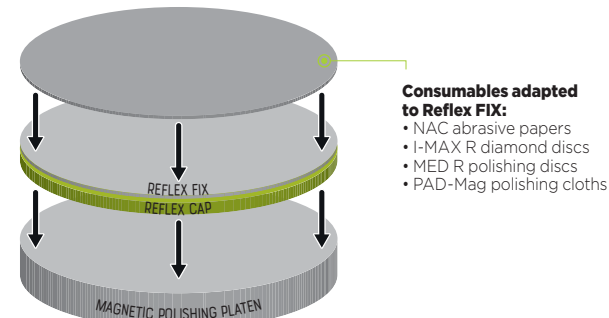 Consumables adapted
to Reflex FIX:
• NAC abrasive papers
• I-MAX R diamond discs
• MED R polishing discs
• PAD-Mag polishing cloths
REFLEX FIX
REFLEX CAP
MAGNETIC POLISHING PLATEN